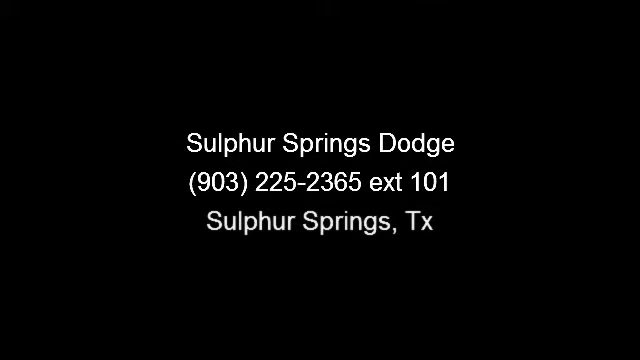 Sulphur Springs Dodge
(903) 225-2365 ext 101
Sulphur Springs, Tx